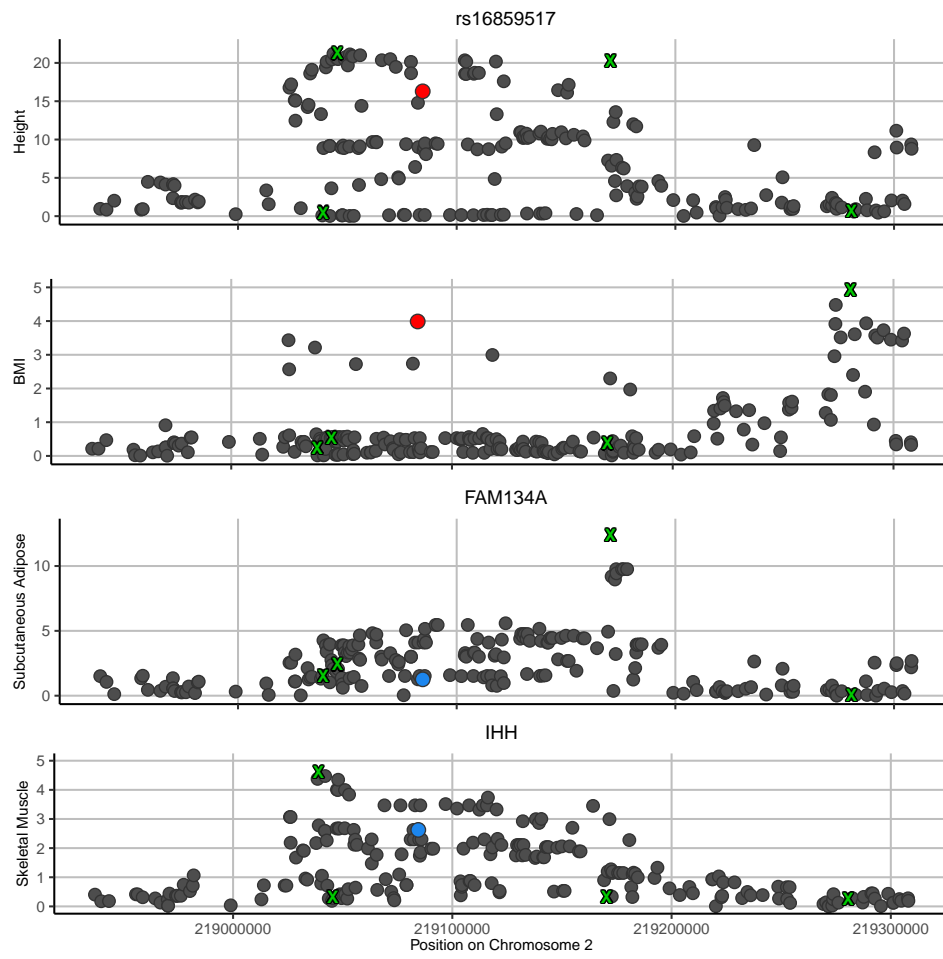 rs16859517
Height
20
15
10
5
0
BMI
5
4
3
2
1
0
FAM134A
Subcutaneous Adipose
10
5
0
IHH
Skeletal Muscle
5
4
3
2
1
0
219000000 219100000 219200000 219300000
Position on Chromosome 2